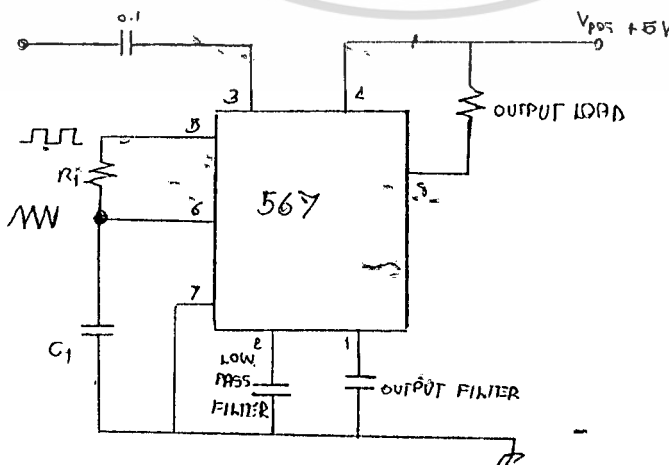 0.1
VPOS +5V
3
4
OUTPUT LOAD
5
R1
8
6
567
7
C1
2
1
LOW
PASS
FILTER
OUTPUT FILTER